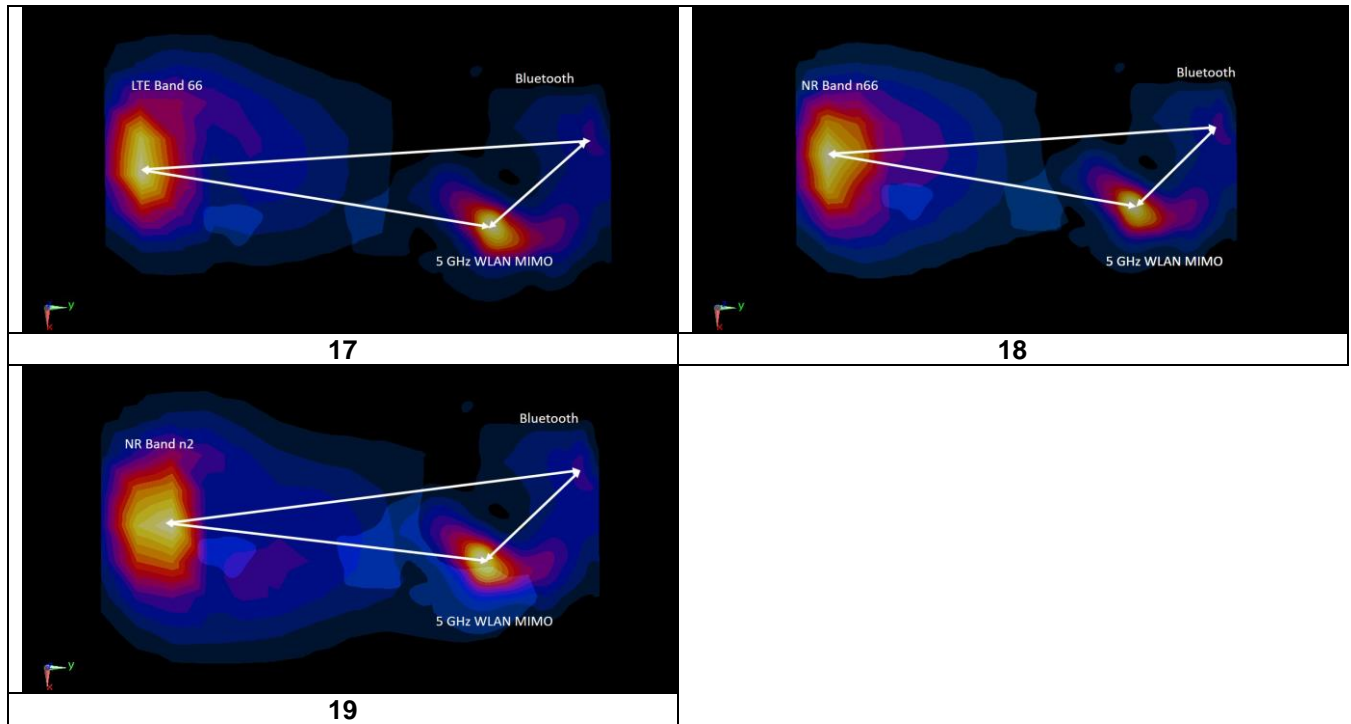 LTE Band 66
Bluetooth
5 GHz WLAN MIMO
y
x
17
NR Band n66
Bluetooth
5 GHz WLAN MIMO
y
x
18
NR Band n2
Bluetooth
5 GHz WLAN MIMO
y
x
19